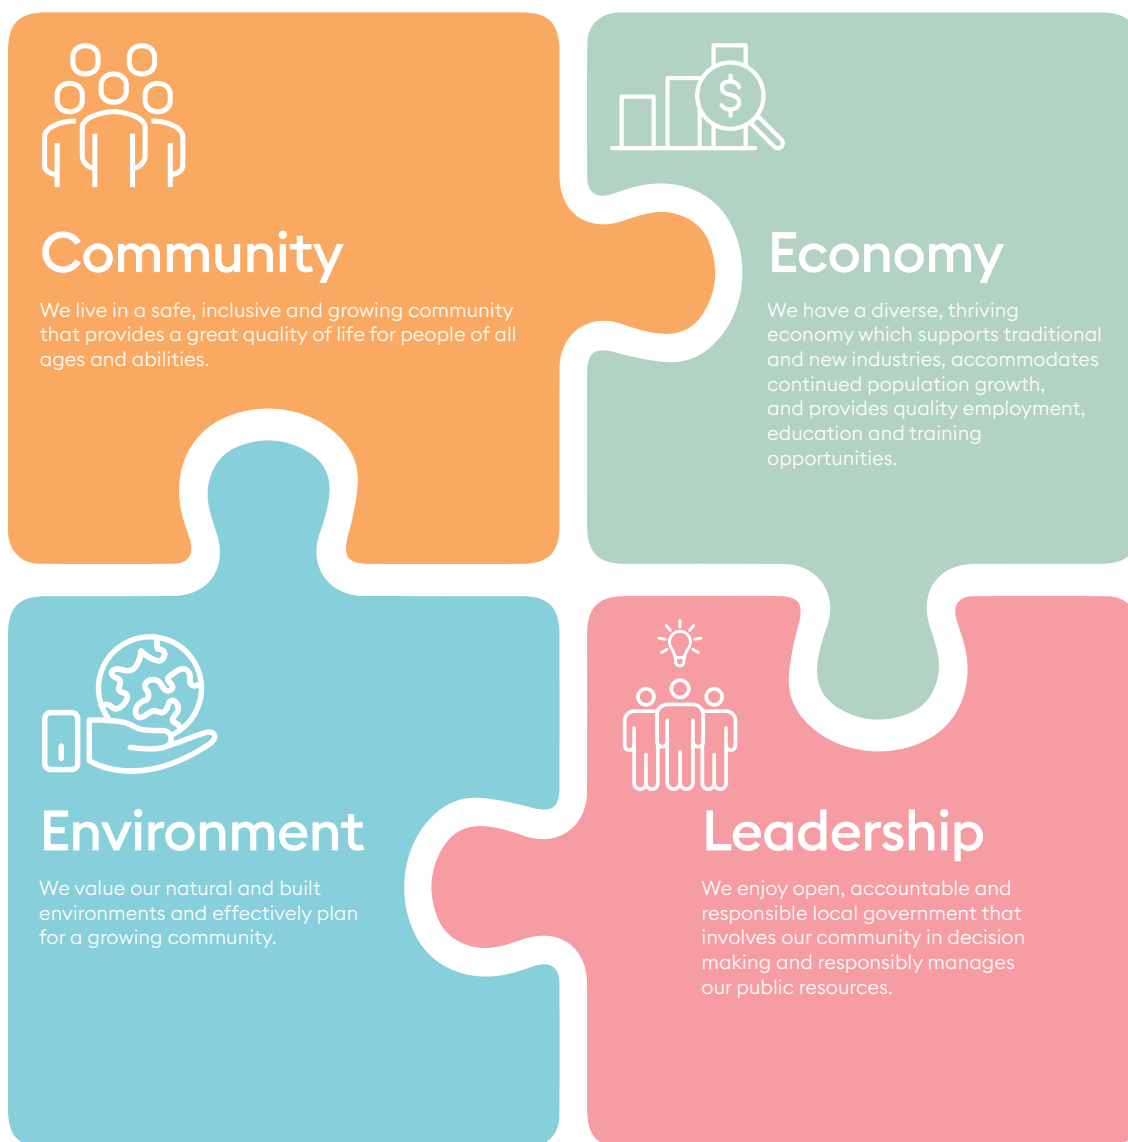 Community
We live in a safe, inclusive and growing community
that provides a great quality of life for people of all
ages and abilities.
$
Economy
We have a diverse, thriving
economy which supports traditional
and new industries, accommodates
continued population growth,
and provides quality employment,
education and training
opportunities.
Environment
We value our natural and built
environments and effectively plan
for a growing community.
Leadership
We enjoy open, accountable and
responsible local government that
involves our community in decision
making and responsibly manages
our public resources.